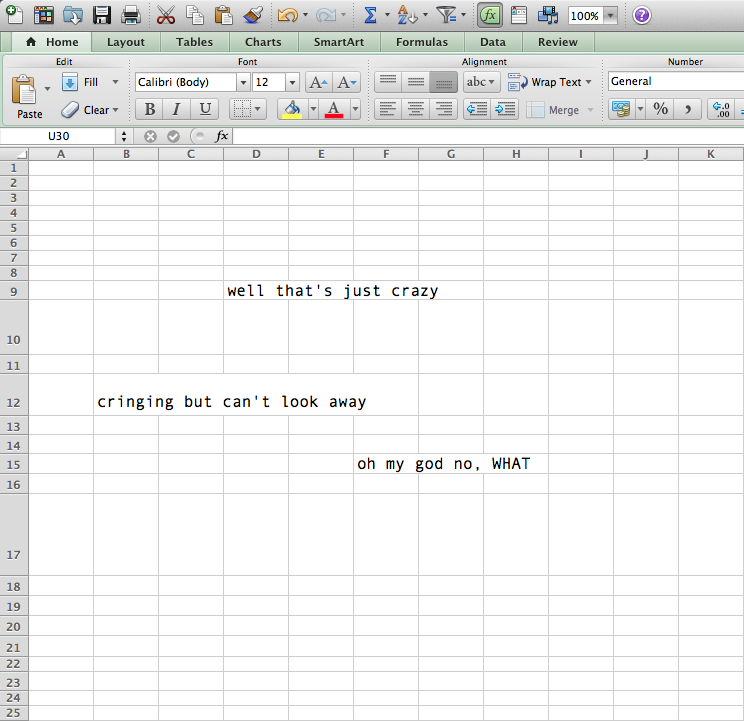 100%
?
Home Layout Tables Charts SmartArt Formulas Data Review
Edit Font Alignment Number
Fill Calibri (Body) 12 A A abc Wrap Text General
Paste Clear B I U A Merge % , .0 .00
U30 fx
A B C D E F G H I J K
1
2
3
4
5
6
7
8
9 well that's just crazy
10
11
12 cringing but can't look away
13
14
15 oh my god no, WHAT
16
17
18
19
20
21
22
23
24
25